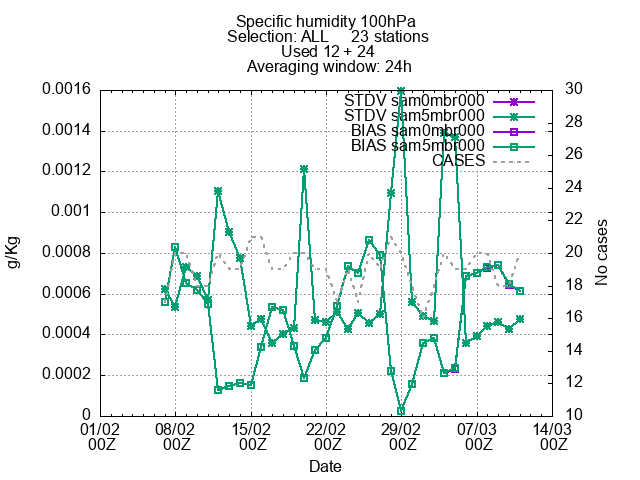 Specific humidity 100hPa
Selection: ALL 23 stations
Used 12 + 24
Averaging window: 24h
STDV sam0mbr000
STDV sam5mbr000
BIAS sam0mbr000
BIAS sam5mbr000
CASES
0.0016
0.0014
0.0012
0.001
0.0008
0.0006
0.0004
0.0002
0
g/Kg
30
28
26
24
22
20
18
16
14
12
10
No cases
01/02 08/02 15/02 22/02 29/02 07/03 14/03
00Z 00Z 00Z 00Z 00Z 00Z 00Z
Date